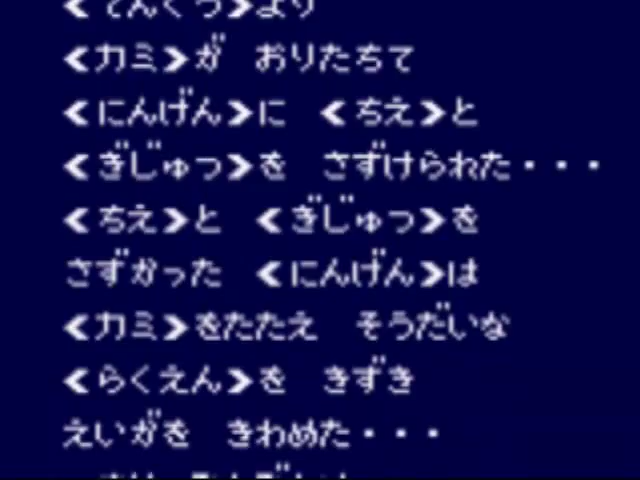 ＜てんくう＞より
＜カミ＞が　おりたちて
＜にんげん＞に　＜ちえ＞と
＜ぎじゅつ＞を　さずけられた・・・
＜ちえ＞と　＜ぎじゅつ＞を
さずかった　＜にんげん＞は
＜カミ＞をたたえ　そうだいな
＜らくえん＞を　きずき
えいがを　きわめた・・・